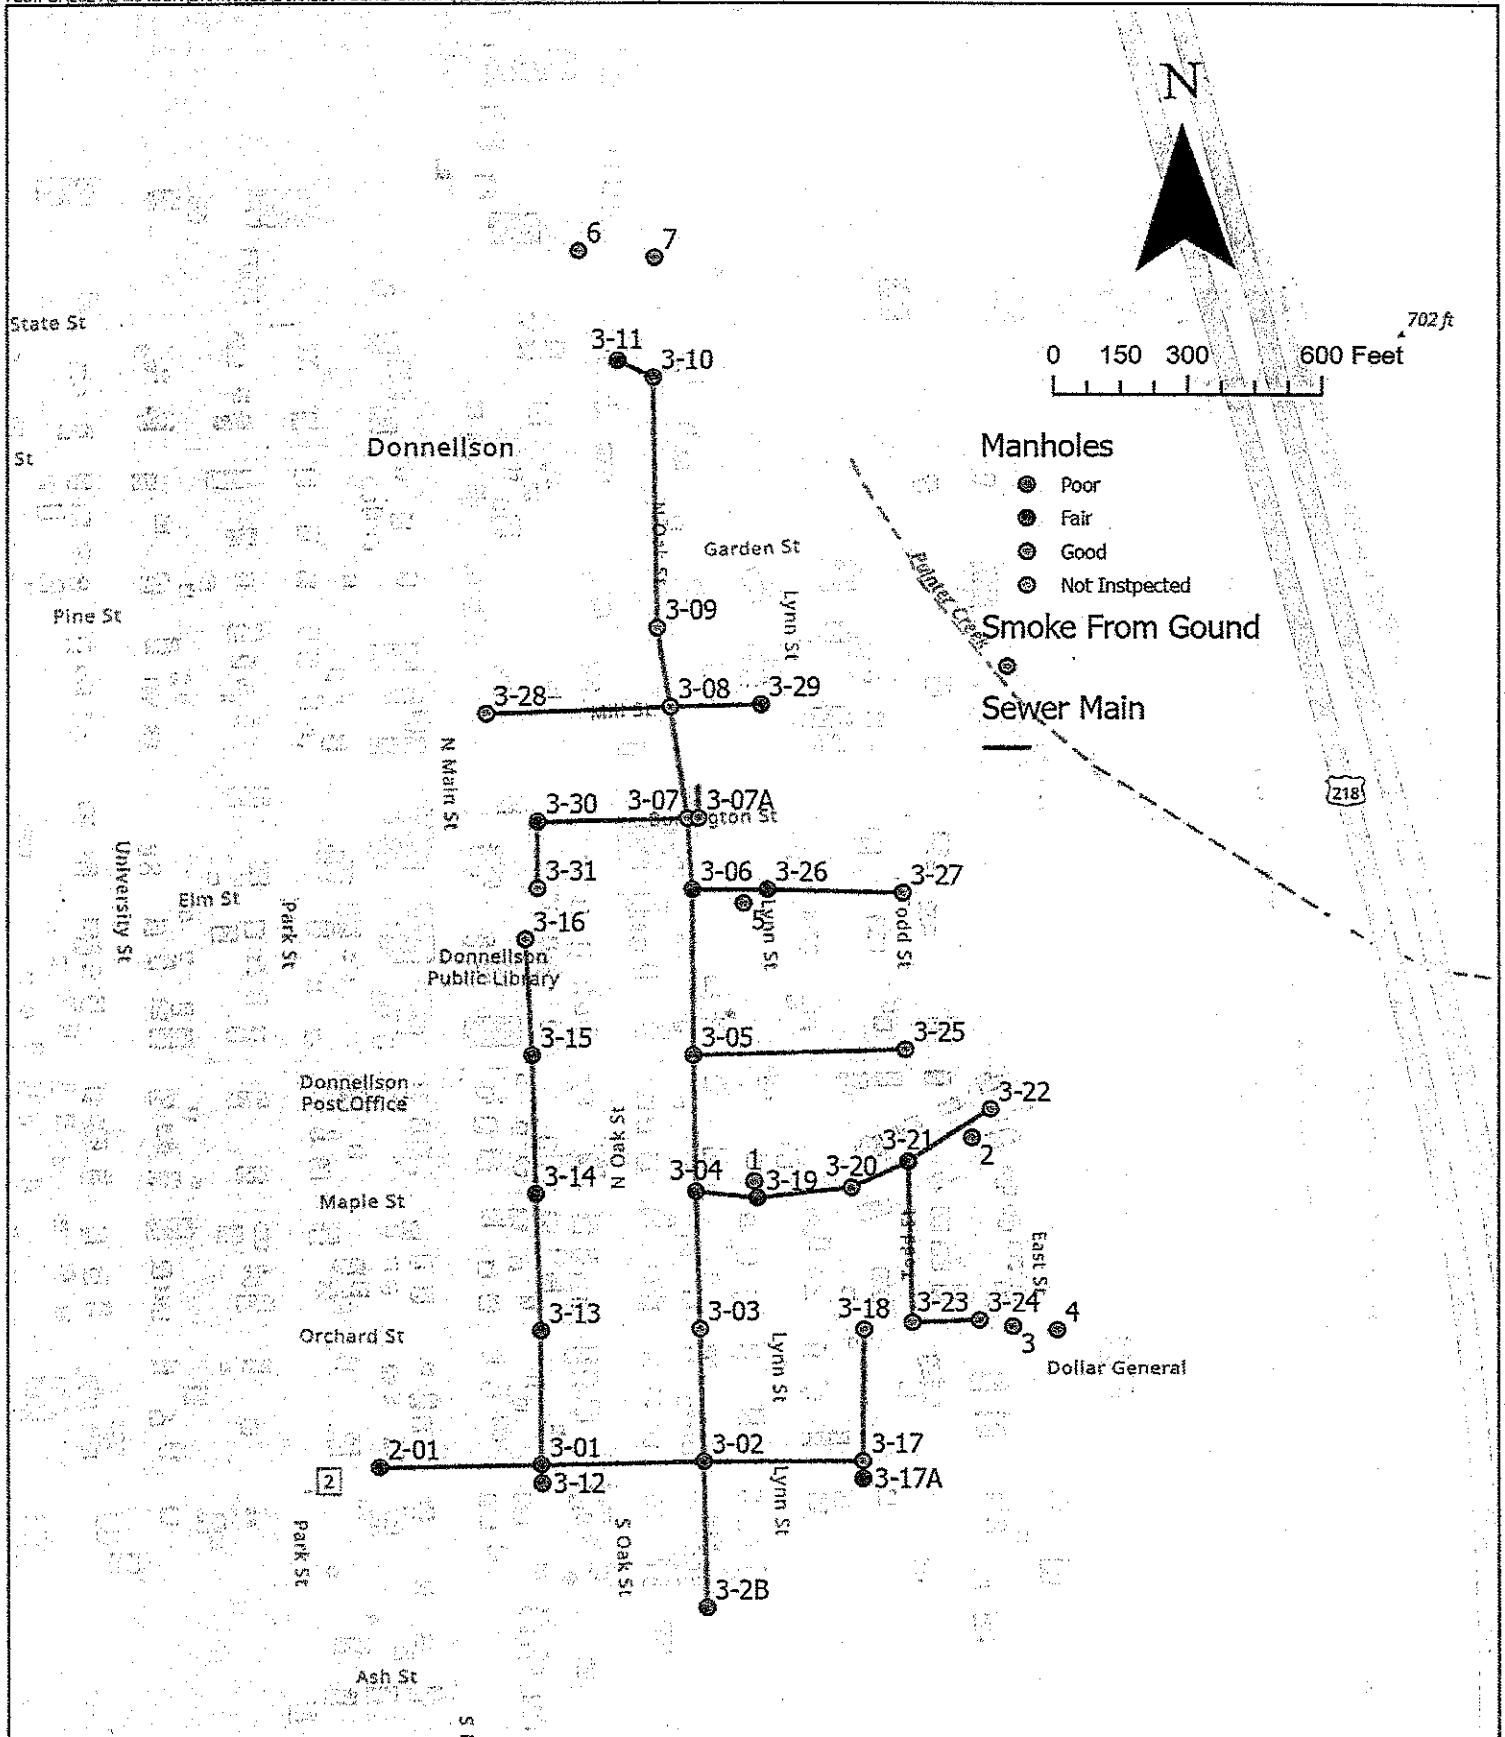 N
6
7
State St
702 ft
3-11
3-10
0 150 300 600 Feet
Donnellson
Manholes
St
Poor
Fair
N Oak St
Garden St
Good
Pointer Creek
Not Instpected
Pine St
3-09
Lynn St
Smoke From Gound
3-28
3-08
3-29
Mill St
Sewer Main
N Main St
218
3-30
3-07
3-07A
gton St
University St
3-31
3-06
3-26
3-27
Elm St
Park St
5
Lynn St
Todd St
3-16
Donnellson
Public Library
3-15
3-05
3-25
Donnellson
Post Office
3-22
N Oak St
3-21
2
1
3-14
3-04
3-19
3-20
Maple St
East St
3-13
3-03
3-18
3-23
3-24
4
Orchard St
3
Lynn St
Dollar General
2-01
3-01
3-02
3-17
2
3-12
Lynn St
3-17A
Park St
S Oak St
3-2B
Ash St